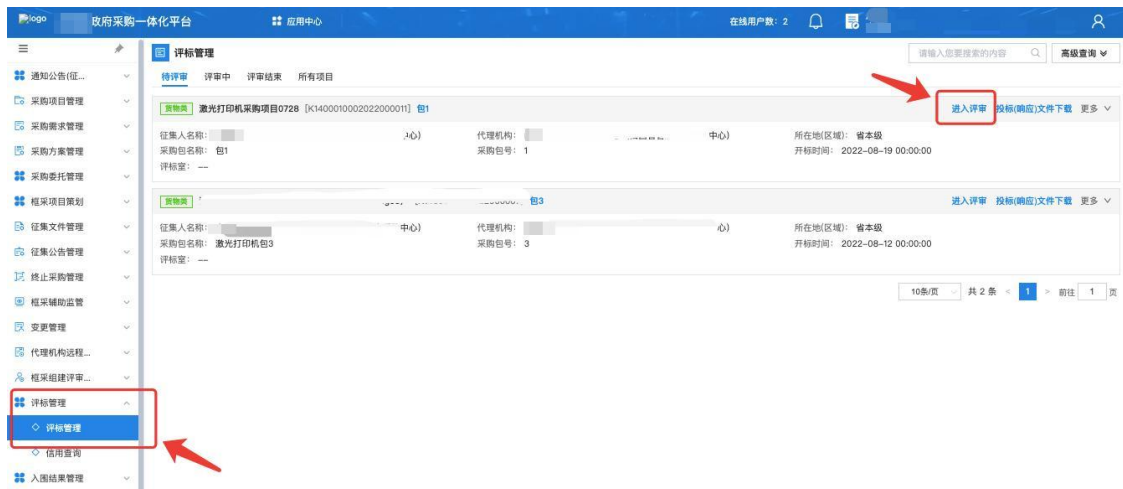 logo 政府采购一体化平台 应用中心 在线用户数: 2
评标管理 请输入您要搜索的内容 高级查询
待评审 评审中 评审结束 所有项目
货物类 激光打印机采购项目0728 [K1400010002022000011] 包1 进入评审 投标(响应)文件下载 更多
征集人名称: 心) 代理机构: 中心) 所在地(区域): 省本级
采购包名称: 包1 采购包号: 1 开标时间: 2022-08-19 00:00:00
评标室: --
货物类 包3 进入评审 投标(响应)文件下载 更多
征集人名称: 中心) 代理机构: 心) 所在地(区域): 省本级
采购包名称: 激光打印机包3 采购包号: 3 开标时间: 2022-08-12 00:00:00
评标室: --
10条/页 共 2 条 < 1 > 前往 1 页
通知公告(征...
采购项目管理
采购需求管理
采购方案管理
采购委托管理
框采项目策划
征集文件管理
征集公告管理
终止采购管理
框采辅助监管
变更管理
代理机构远程...
框采组建评审...
评标管理
评标管理
信用查询
入围结果管理